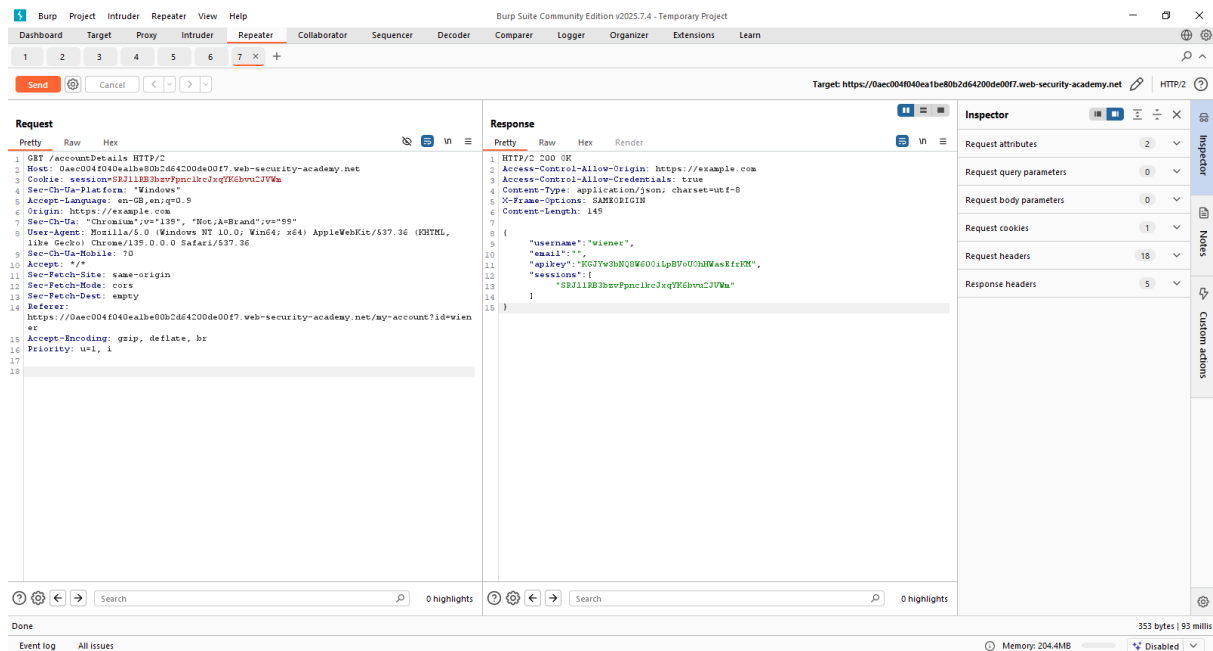 Burp Project Intruder Repeater View Help Burp Suite Community Edition v2025.7.4 - Temporary Project
Dashboard Target Proxy Intruder Repeater Collaborator Sequencer Decoder Comparer Logger Organizer Extensions Learn
1 2 3 4 5 6 7 × +
Send Cancel < > Target: https://0aec004f040ea1be80b2d64200de00f7.web-security-academy.net HTTP/2
Request
Pretty Raw Hex \n
1 GET /accountDetails HTTP/2
2 Host: 0aec004f040ea1be80b2d64200de00f7.web-security-academy.net
3 Cookie: session=
4 Sec-Ch-Ua-Platform: "Windows"
5 Accept-Language: en-GB,en;q=0.9
6 Origin: https://example.com
7 Sec-Ch-Ua: "Chromium";v="139", "Not;A=Brand";v="99"
8 User-Agent: Mozilla/5.0 (Windows NT 10.0; Win64; x64) AppleWebKit/537.36 (KHTML,
like Gecko) Chrome/139.0.0.0 Safari/537.36
9 Sec-Ch-Ua-Mobile: ?0
10 Accept: */*
11 Sec-Fetch-Site: same-origin
12 Sec-Fetch-Mode: cors
13 Sec-Fetch-Dest: empty
14 Referer:
https://0aec004f040ea1be80b2d64200de00f7.web-security-academy.net/my-account?id=wien
er
15 Accept-Encoding: gzip, deflate, br
16 Priority: u=1, i
17
18
Response
Pretty Raw Hex Render \n
1 HTTP/2 200 OK
2 Access-Control-Allow-Origin: https://example.com
3 Access-Control-Allow-Credentials: true
4 Content-Type: application/json; charset=utf-8
5 X-Frame-Options: SAMEORIGIN
6 Content-Length: 149
7
8 {
9 "username":"wiener",
10 "email":"",
11 "apikey":
12 "sessions":[
13
14 ]
15 }
Inspector
Request attributes 2
Request query parameters 0
Request body parameters 0
Request cookies 1
Request headers 18
Response headers 5
Inspector
Notes
Custom actions
Search 0 highlights Search 0 highlights
Done 353 bytes | 93 millis
Event log All issues Memory: 204.4MB Disabled